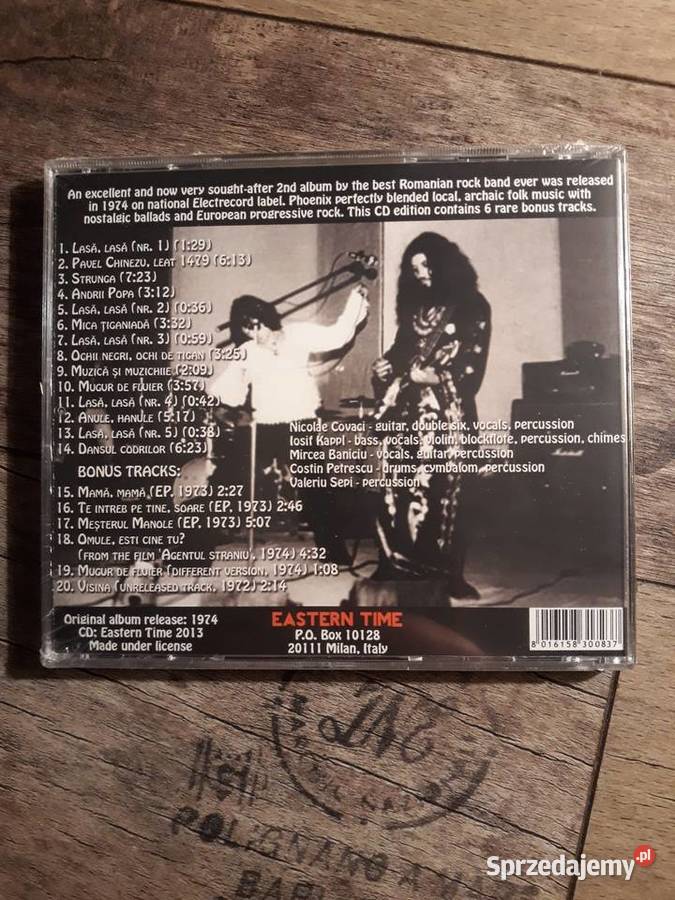 An excellent and now very sought-after 2nd album by the best Romanian rock band ever was released
in 1974 on national Electrecord label. Phoenix perfectly blended local, archaic folk music with
nostalgic ballads and European progressive rock. This CD edition contains 6 rare bonus tracks.
1. Lasă, lasă (nr. 1) (1:29)
2. Pavel Chinezu, leat 1479 (6:13)
3. Strunga (7:23)
4. Andrii Popa (3:12)
5. Lasă, lasă (nr. 2) (0:36)
6. Mica țiganiadă (3:32)
7. Lasă, lasă (nr. 3) (0:59)
8. Ochii negri, ochi de tigan (3:25)
9. Muzică și muzichiie (2:09)
10. Mugur de fluier (3:57)
11. Lasă, lasă (nr. 4) (0:42)
12. Anule, hanule (5:17)
13. Lasă, lasă (nr. 5) (0:38)
14. Dansul codrilor (6:23)
Nicolae Covaci - guitar, double six, vocals, percussion
Iosif Kappl - bass, vocals, violin, blockflote, percussion, chimes
Mircea Baniciu - vocals, guitar, percussion
Costin Petrescu - drums, cymbalom, percussion
Valeriu Sepi - percussion
BONUS TRACKS:
15. Mamă, mamă (EP, 1973) 2:27
16. Te intreb pe tine, soare (EP, 1973) 2:46
17. Meșterul Manole (EP, 1973) 5:07
18. Omule, esti cine tu?
(from the film 'Agentul straniu', 1974) 4:32
19. Mugur de fluier (different version, 1974) 1:08
20. Visina (unreleased track, 1972) 2:14
Original album release: 1974
CD: Eastern Time 2013
Made under license
EASTERN TIME
P.O. Box 10128
20111 Milan, Italy
8 016158 300837
POLIGNANO A
BARI
Sprzedajemy.pl